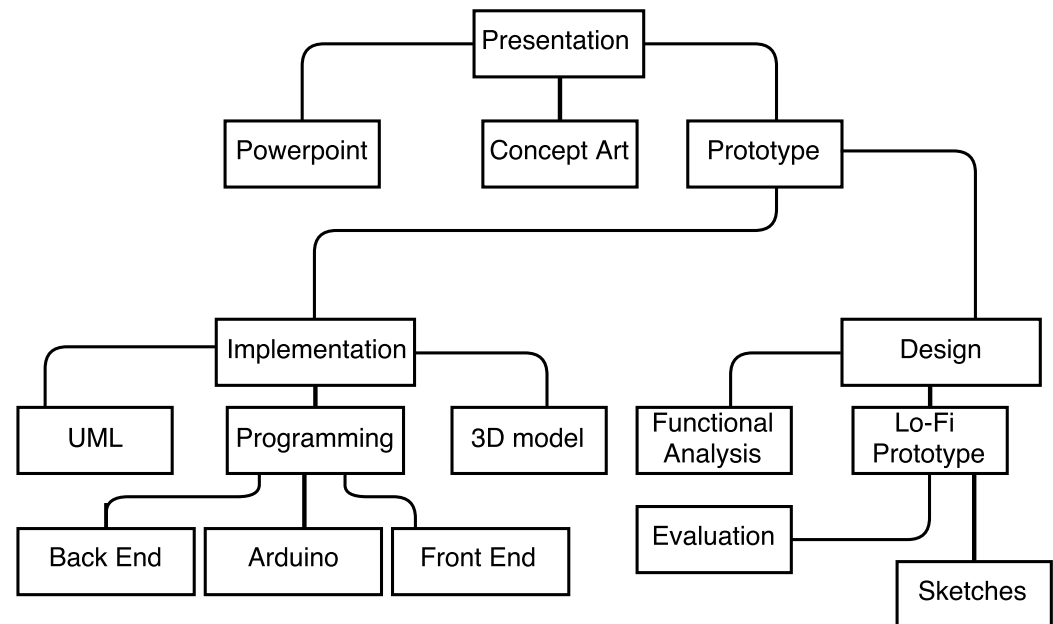 Presentation
Powerpoint
Concept Art
Prototype
Implementation
Design
UML
Programming
3D model
Functional
Analysis
Lo-Fi
Prototype
Back End
Arduino
Front End
Evaluation
Sketches